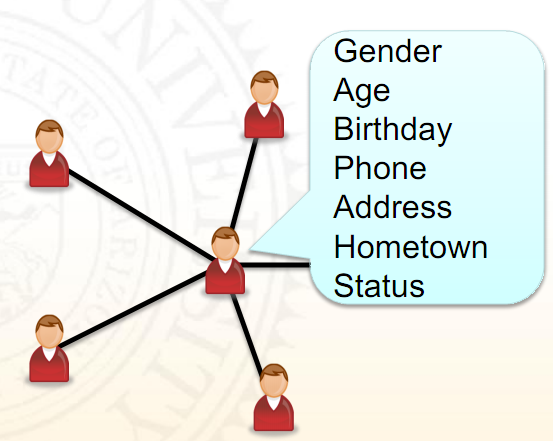 Gender
Age
Birthday
Phone
Address
Hometown
Status